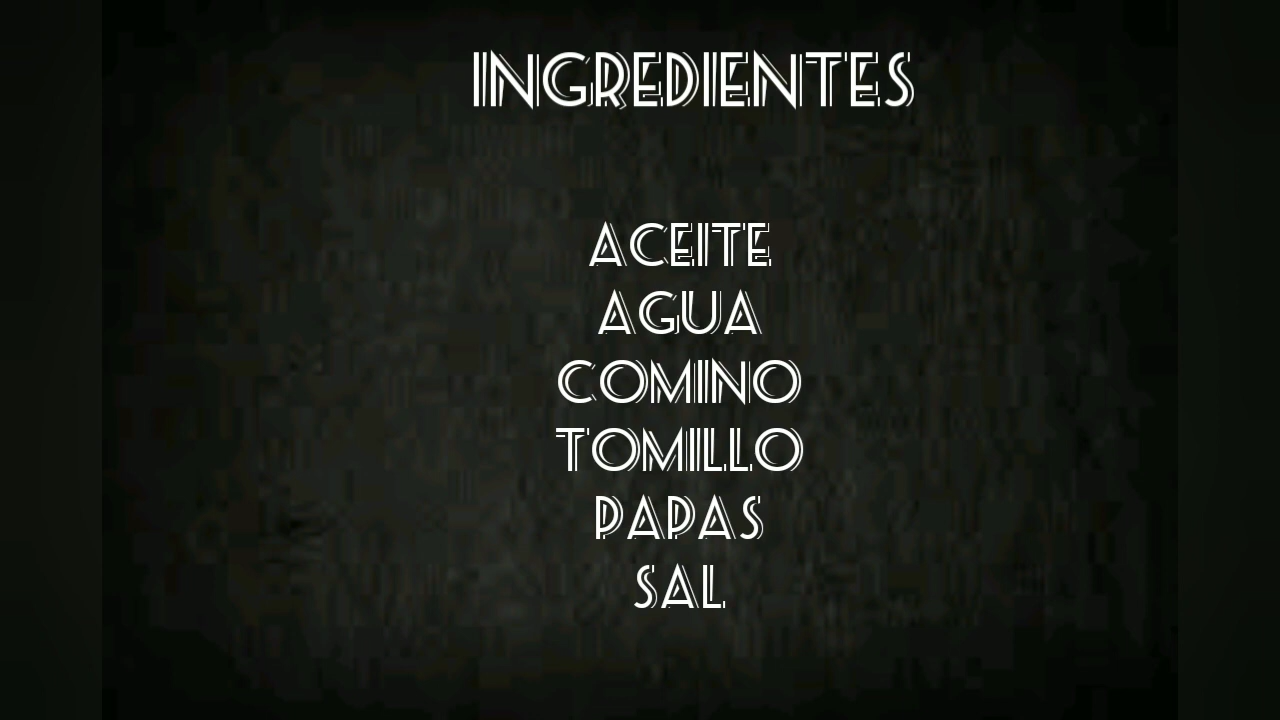 INGREDIENTES
ACEITE
AGUA
COMINO
TOMILLO
PAPAS
SAL